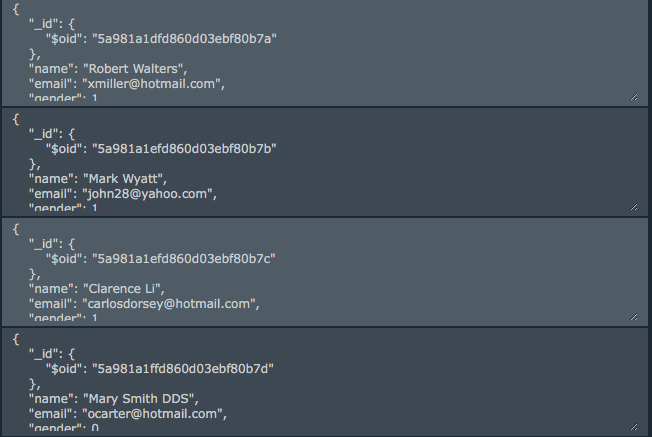 {
"_id": {
"$oid": "5a981a1dfd860d03ebf80b7a"
},
"name": "Robert Walters",
"email": "xmiller@hotmail.com",
"gender": 1
{
"_id": {
"$oid": "5a981a1efd860d03ebf80b7b"
},
"name": "Mark Wyatt",
"email": "john28@yahoo.com",
"gender": 1
{
"_id": {
"$oid": "5a981a1efd860d03ebf80b7c"
},
"name": "Clarence Li",
"email": "carlosdorsey@hotmail.com",
"gender": 1
{
"_id": {
"$oid": "5a981a1ffd860d03ebf80b7d"
},
"name": "Mary Smith DDS",
"email": "ocarter@hotmail.com",
"gender": 0